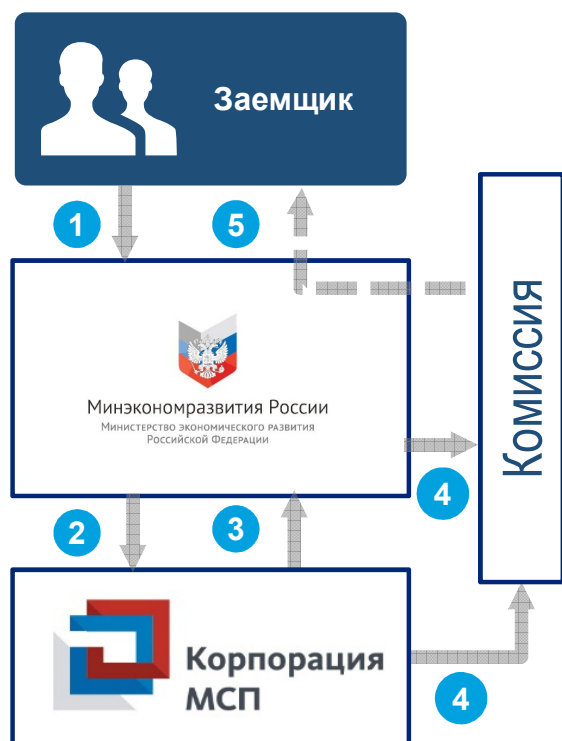 Заемщик
1
5
Минэкономразвития России
Министерство экономического развития
Российской Федерации
Комиссия
4
2
3
Корпорация
МСП
4